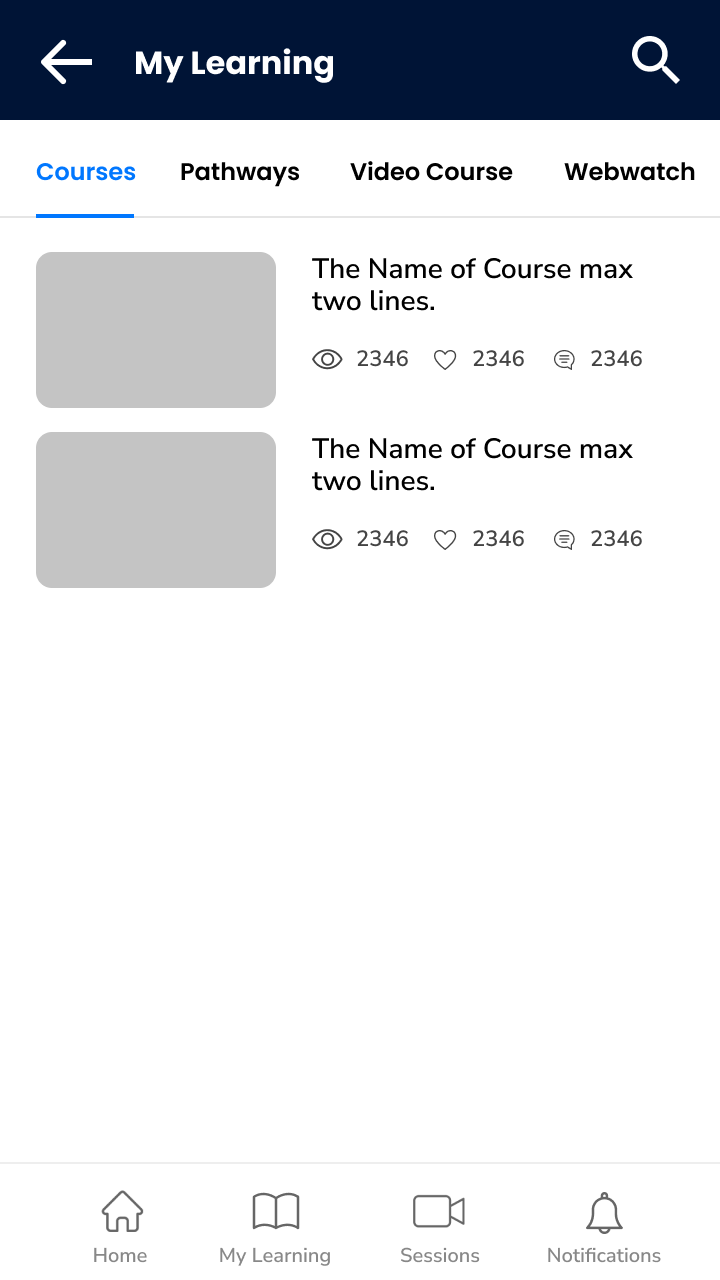 My Learning
Courses Pathways Video Course Webwatch
The Name of Course max
two lines.
2346 2346 2346
The Name of Course max
two lines.
2346 2346 2346
Home My Learning Sessions Notifications